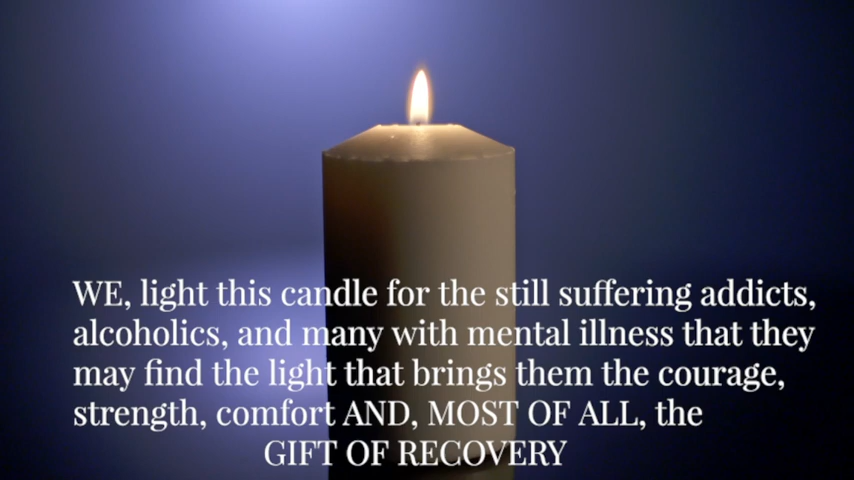 WE, light this candle for the still suffering addicts,
alcoholics, and many with mental illness that they
may find the light that brings them the courage,
strength, comfort AND, MOST OF ALL, the
GIFT OF RECOVERY